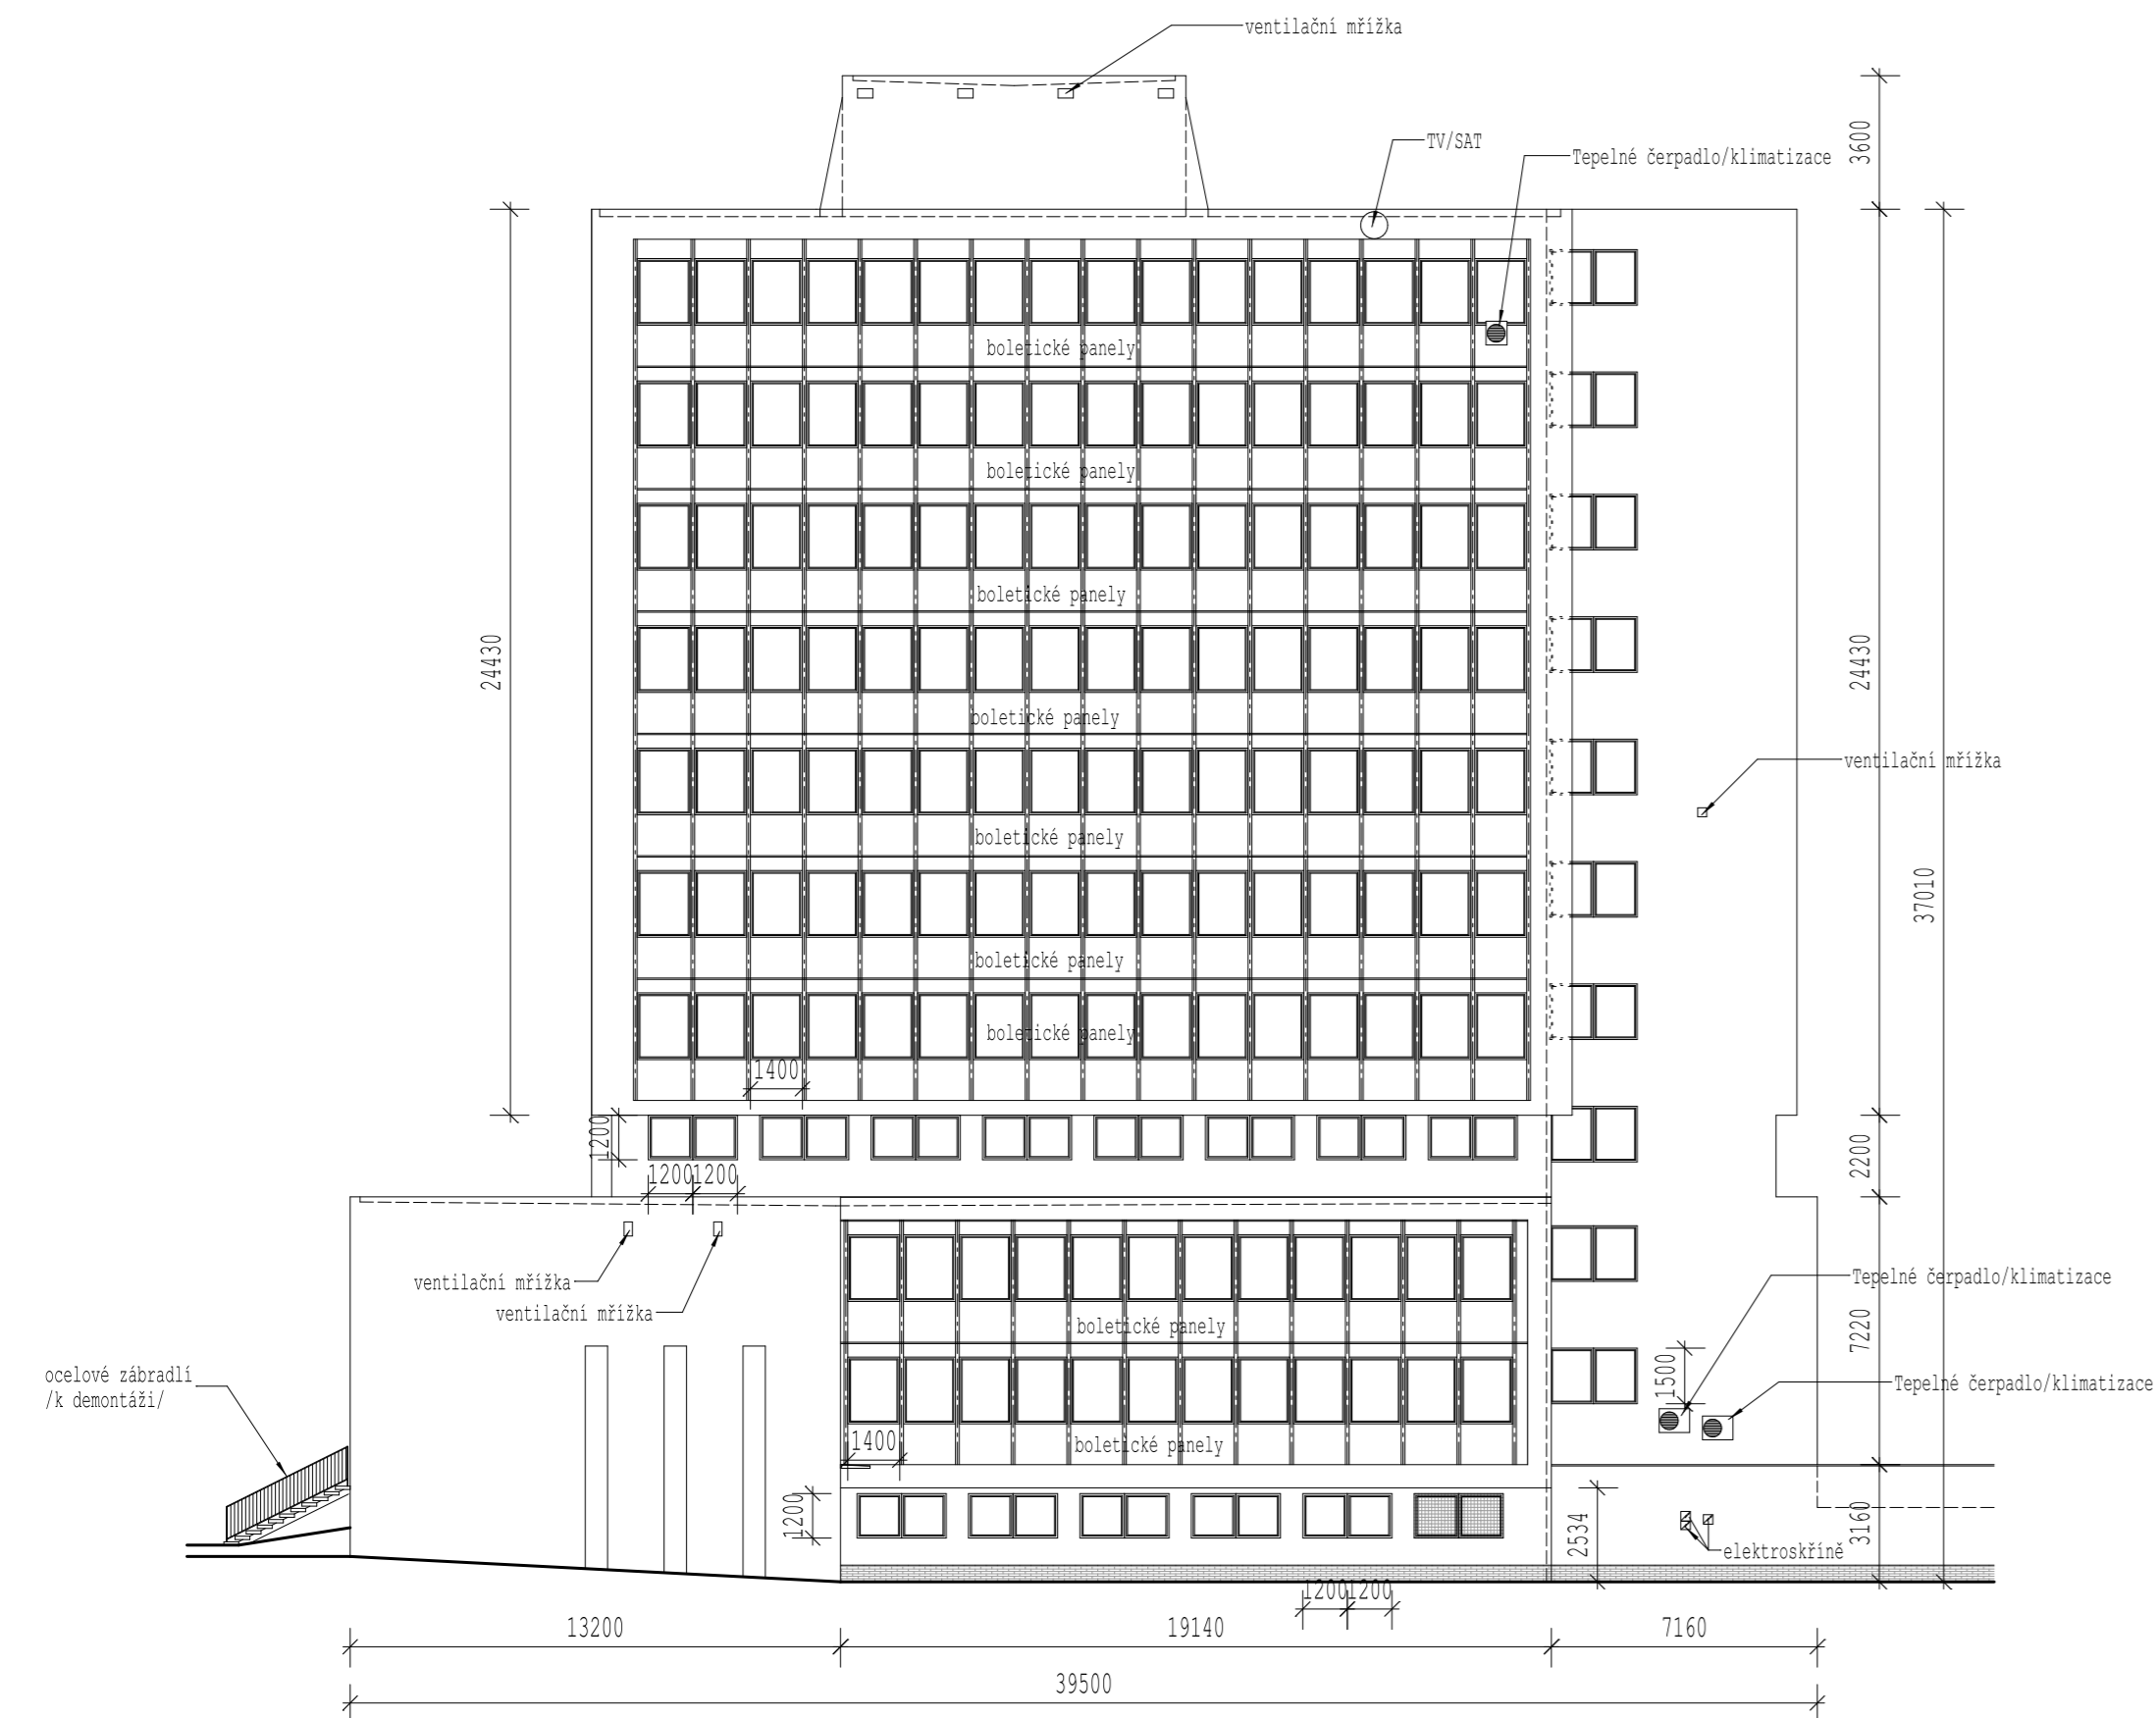 ventilační mřížka
3600
TV/SAT
Tepelné čerpadlo/klimatizace
boletické panely
boletické panely
boletické panely
24430
24430
boletické panely
ventilační mřížka
boletické panely
37010
boletické panely
boletické panely
1400
1200
1200
1200
2200
ventilační mřížka
Tepelné čerpadlo/klimatizace
ventilační mřížka
boletické panely
7220
ocelové zábradlí
/k demontáži/
1500
Tepelné čerpadlo/klimatizace
1400
boletické panely
1200
2534
3160
elektroskříně
1200
1200
13200
19140
7160
39500